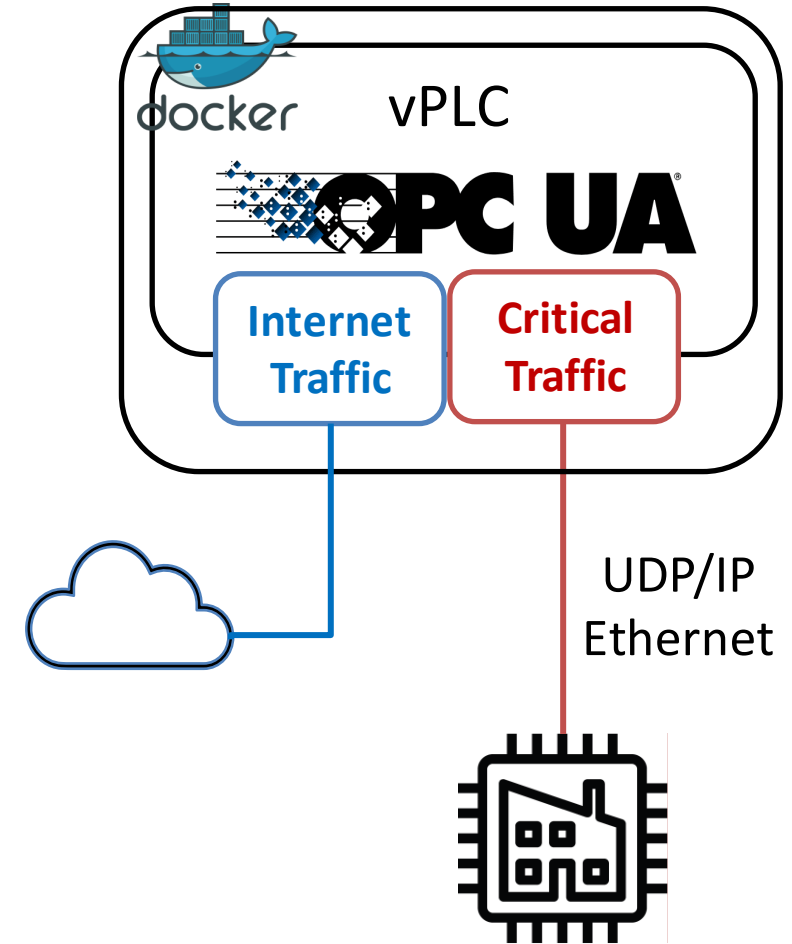 docker
vPLC
OPC UA®
Internet
Traffic
Critical
Traffic
UDP/IP
Ethernet